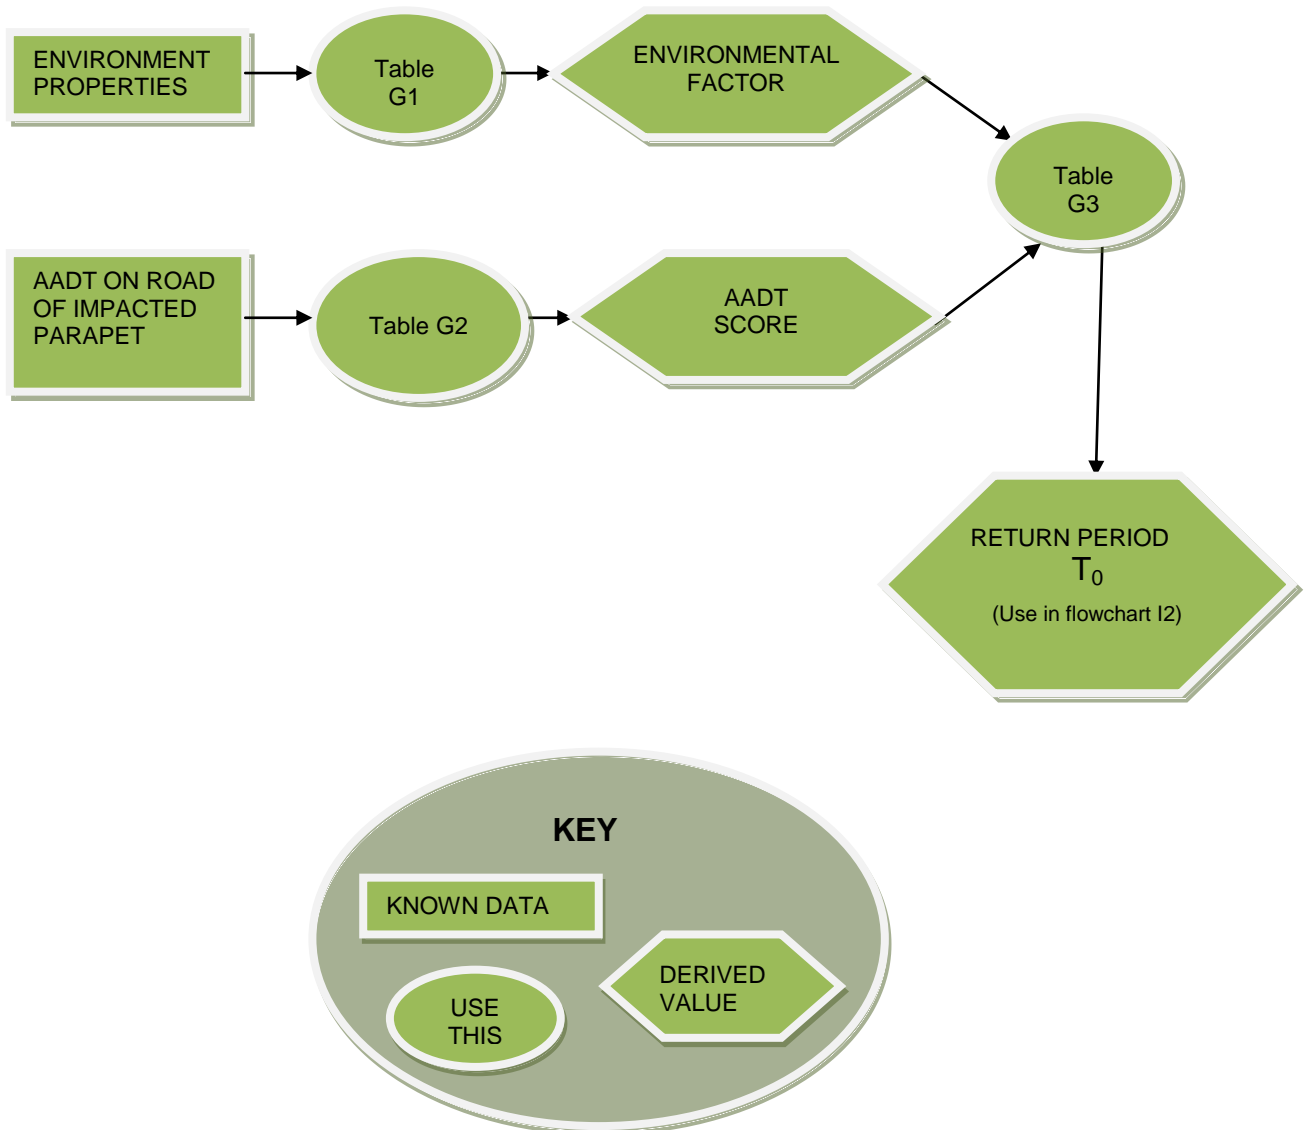 ENVIRONMENT
PROPERTIES
Table
G1
ENVIRONMENTAL
FACTOR
Table
G3
AADT ON ROAD
OF IMPACTED
PARAPET
Table G2
AADT
SCORE
RETURN PERIOD
T₀
(Use in flowchart I2)
KEY
KNOWN DATA
USE
THIS
DERIVED
VALUE